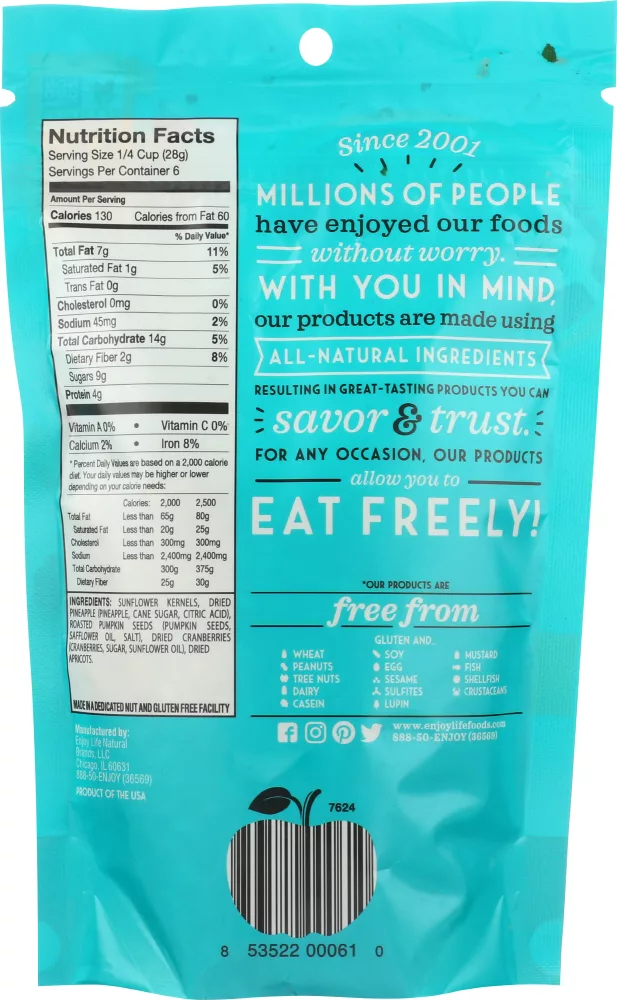 Nutrition Facts
Serving Size 1/4 Cup (28g)
Servings Per Container 6
Amount Per Serving
Calories 130 Calories from Fat 60
% Daily Value*
Total Fat 7g 11%
Saturated Fat 1g 5%
Trans Fat 0g
Cholesterol 0mg 0%
Sodium 45mg 2%
Total Carbohydrate 14g 5%
Dietary Fiber 2g 8%
Sugars 9g
Protein 4g
Vitamin A 0% • Vitamin C 0%
Calcium 2% • Iron 8%
* Percent Daily Values are based on a 2,000 calorie
diet. Your daily values may be higher or lower
depending on your calorie needs:
Calories: 2,000 2,500
Total Fat Less than 65g 80g
Saturated Fat Less than 20g 25g
Cholesterol Less than 300mg 300mg
Sodium Less than 2,400mg 2,400mg
Total Carbohydrate 300g 375g
Dietary Fiber 25g 30g
INGREDIENTS: SUNFLOWER KERNELS, DRIED
PINEAPPLE (PINEAPPLE, CANE SUGAR, CITRIC ACID),
ROASTED PUMPKIN SEEDS (PUMPKIN SEEDS,
SAFFLOWER OIL, SALT), DRIED CRANBERRIES
(CRANBERRIES, SUGAR, SUNFLOWER OIL), DRIED
APRICOTS.
MADE IN A DEDICATED NUT AND GLUTEN FREE FACILITY
Manufactured by:
Enjoy Life Natural
Brands, LLC
Chicago, IL 60631
888-50-ENJOY (36569)
PRODUCT OF THE USA
Since 2001
MILLIONS OF PEOPLE
have enjoyed our foods
without worry.
WITH YOU IN MIND,
our products are made using
ALL-NATURAL INGREDIENTS
RESULTING IN GREAT-TASTING PRODUCTS YOU CAN
savor & trust.
FOR ANY OCCASION, OUR PRODUCTS
allow you to
EAT FREELY!
*OUR PRODUCTS ARE
free from
GLUTEN AND...
WHEAT SOY MUSTARD
PEANUTS EGG FISH
TREE NUTS SESAME SHELLFISH
DAIRY SULFITES CRUSTACEANS
CASEIN LUPIN
www.enjoylifefoods.com
888-50-ENJOY (36569)
7624
8 53522 00061 0